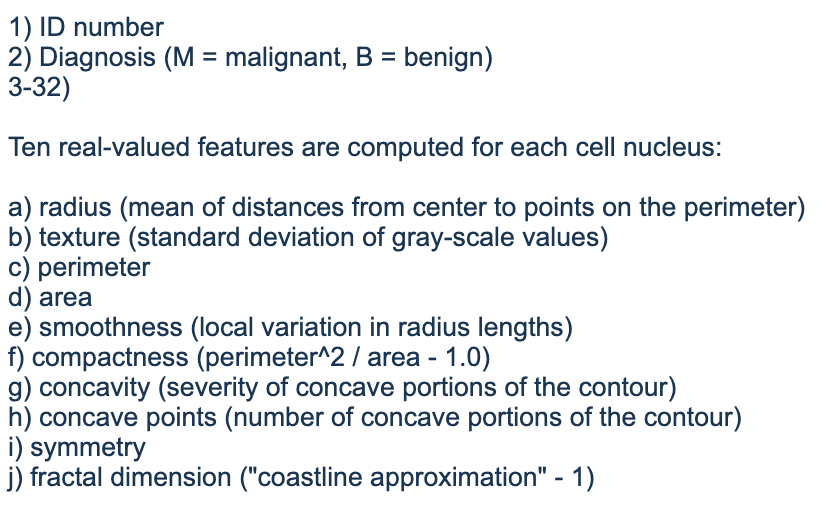 1) ID number
2) Diagnosis (M = malignant, B = benign)
3-32)
Ten real-valued features are computed for each cell nucleus:
a) radius (mean of distances from center to points on the perimeter)
b) texture (standard deviation of gray-scale values)
c) perimeter
d) area
e) smoothness (local variation in radius lengths)
f) compactness (perimeter^2 / area - 1.0)
g) concavity (severity of concave portions of the contour)
h) concave points (number of concave portions of the contour)
i) symmetry
j) fractal dimension ("coastline approximation" - 1)